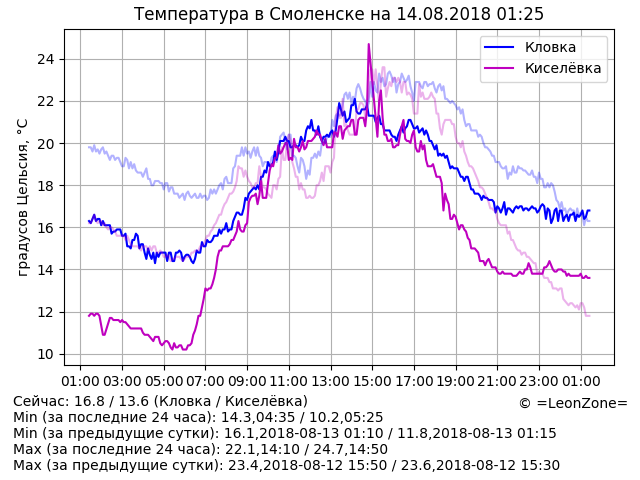 Температура в Смоленске на 14.08.2018 01:25
градусов Цельсия, °C
24
22
20
18
16
14
12
10
Кловка
Киселёвка
01:00 03:00 05:00 07:00 09:00 11:00 13:00 15:00 17:00 19:00 21:00 23:00 01:00
Сейчас: 16.8 / 13.6 (Кловка / Киселёвка)
© =LeonZone=
Min (за последние 24 часа): 14.3,04:35 / 10.2,05:25
Min (за предыдущие сутки): 16.1,2018-08-13 01:10 / 11.8,2018-08-13 01:15
Max (за последние 24 часа): 22.1,14:10 / 24.7,14:50
Max (за предыдущие сутки): 23.4,2018-08-12 15:50 / 23.6,2018-08-12 15:30